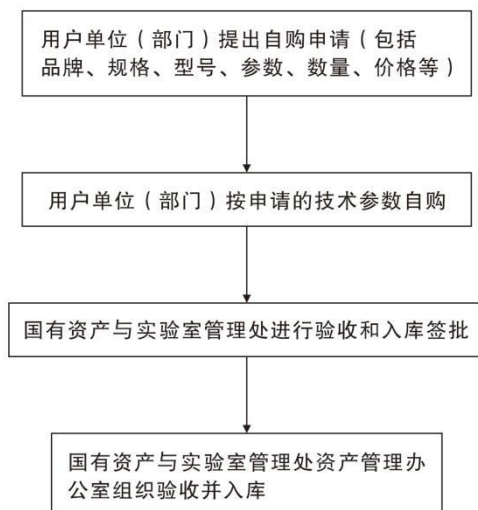 用户单位（部门）提出自购申请（包括
品牌、规格、型号、参数、数量、价格等）
用户单位（部门）按申请的技术参数自购
国有资产与实验室管理处进行验收和入库签批
国有资产与实验室管理处资产管理办
公室组织验收并入库